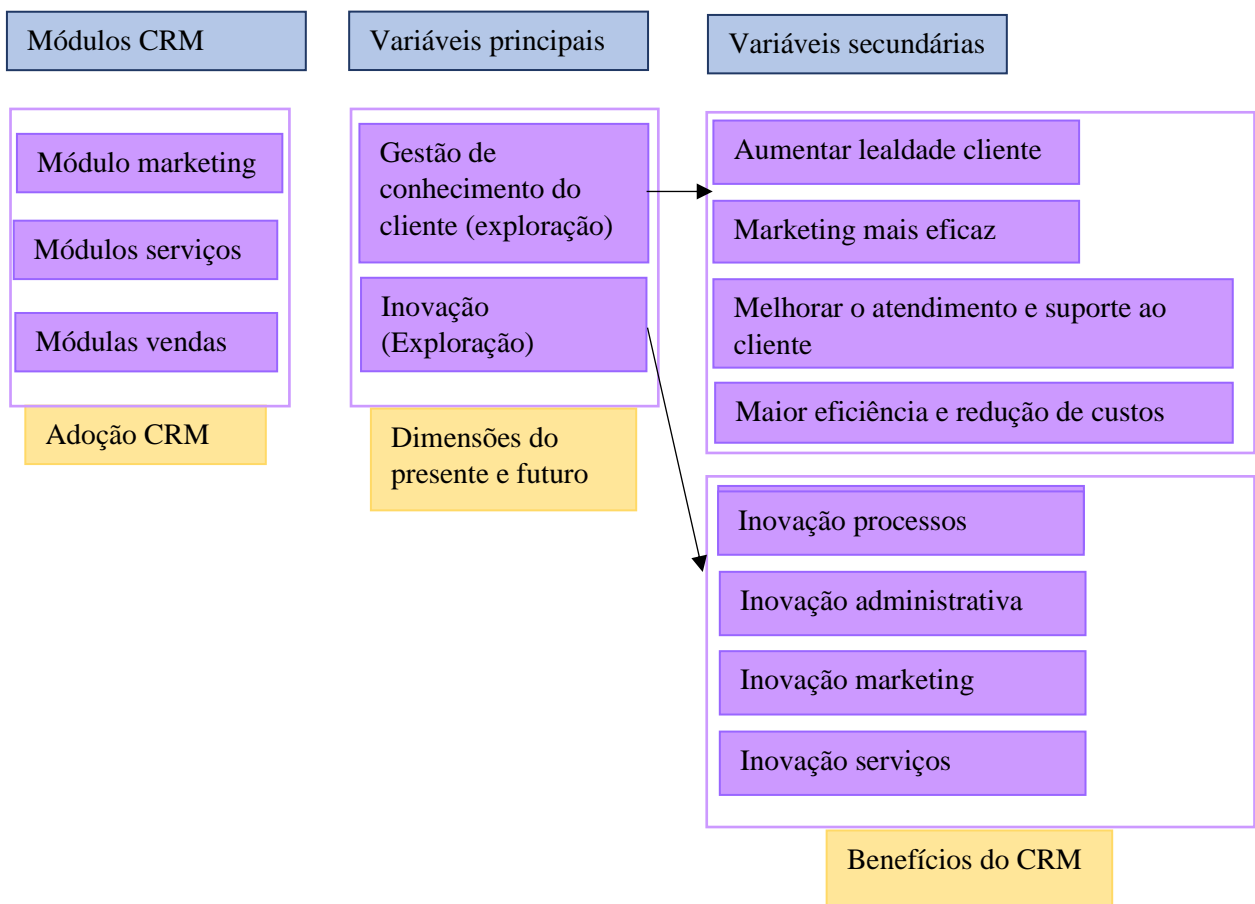 Módulos CRM
Variáveis principais
Variáveis secundárias
Módulo marketing
Módulos serviços
Módulas vendas
Adoção CRM
Gestão de
conhecimento do
cliente (exploração)
Inovação
(Exploração)
Dimensões do
presente e futuro
Aumentar lealdade cliente
Marketing mais eficaz
Melhorar o atendimento e suporte ao
cliente
Maior eficiência e redução de custos
Inovação processos
Inovação administrativa
Inovação marketing
Inovação serviços
Benefícios do CRM